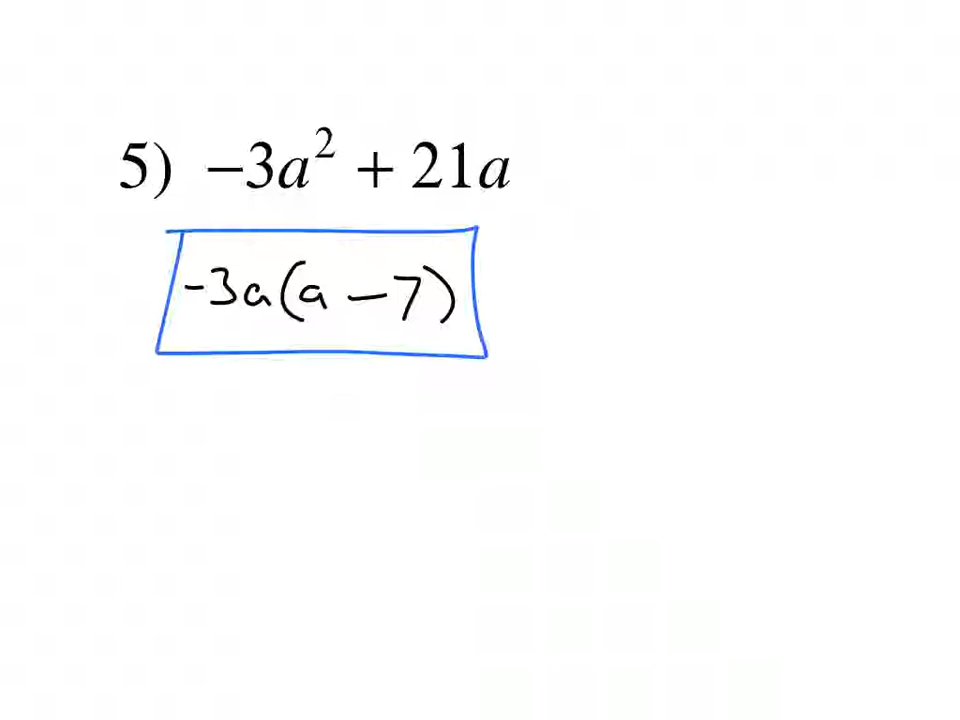 5) −3a² + 21a
-3a(a − 7)